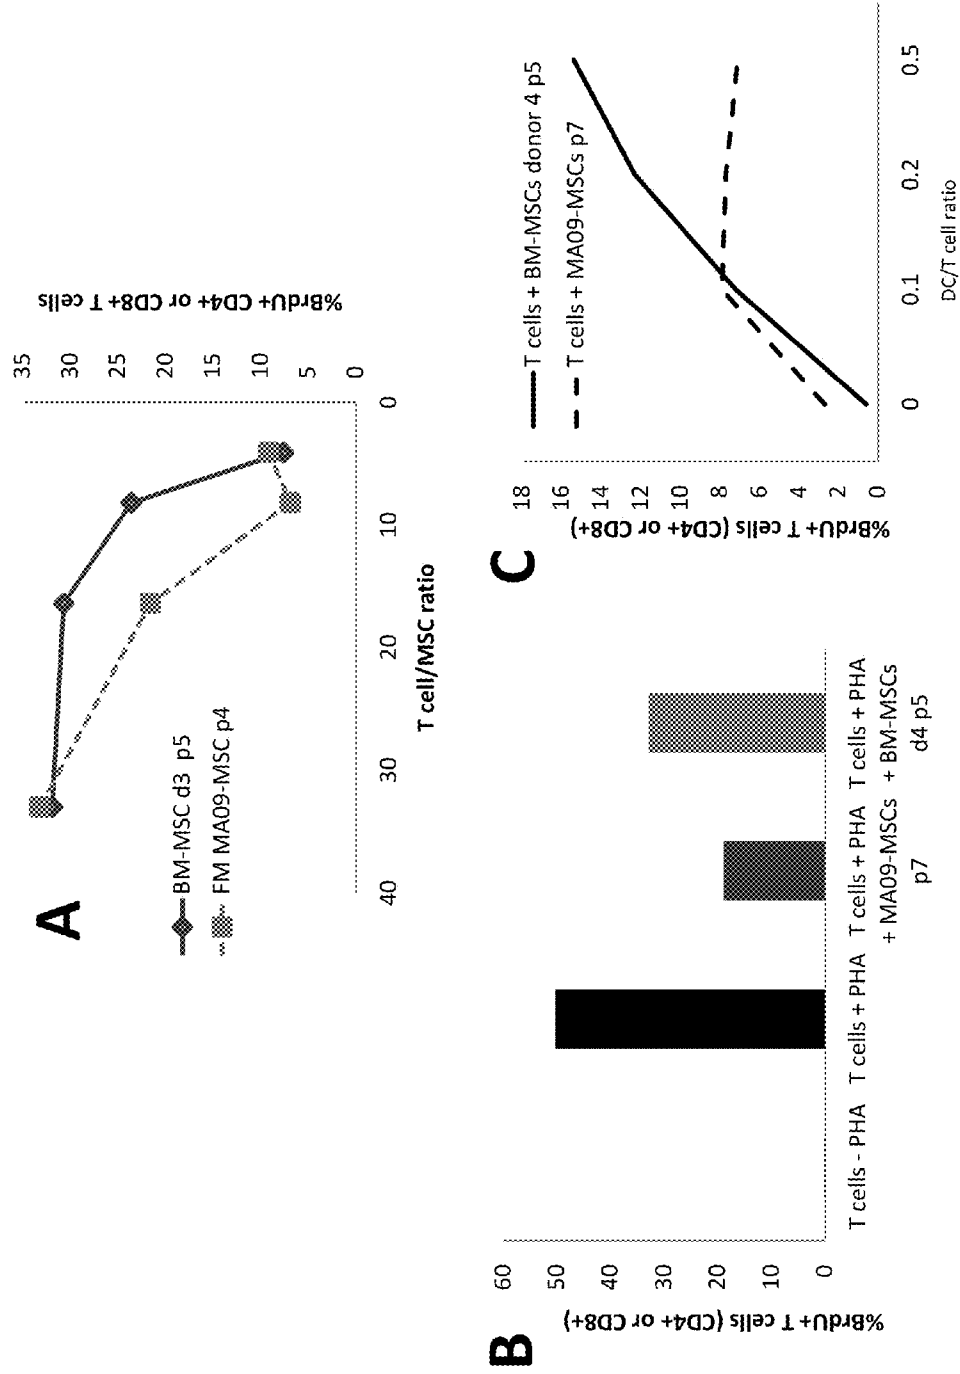 A
%BrdU+ CD4+ or CD8+ T cells
35
30
25
20
15
10
5
0
40
30
20
10
0
T cell/MSC ratio
BM-MSC d3 p5
FM MA09-MSC p4
B
%BrdU+ T cells (CD4+ or CD8+)
60
50
40
30
20
10
0
T cells - PHA
T cells + PHA
T cells + PHA
+ MA09-MSCs
p7
T cells + PHA
+ BM-MSCs
d4 p5
C
%BrdU+ T cells (CD4+ or CD8+)
18
16
14
12
10
8
6
4
2
0
T cells + BM-MSCs donor 4 p5
T cells + MA09-MSCs p7
0
0.1
0.2
0.5
DC/T cell ratio